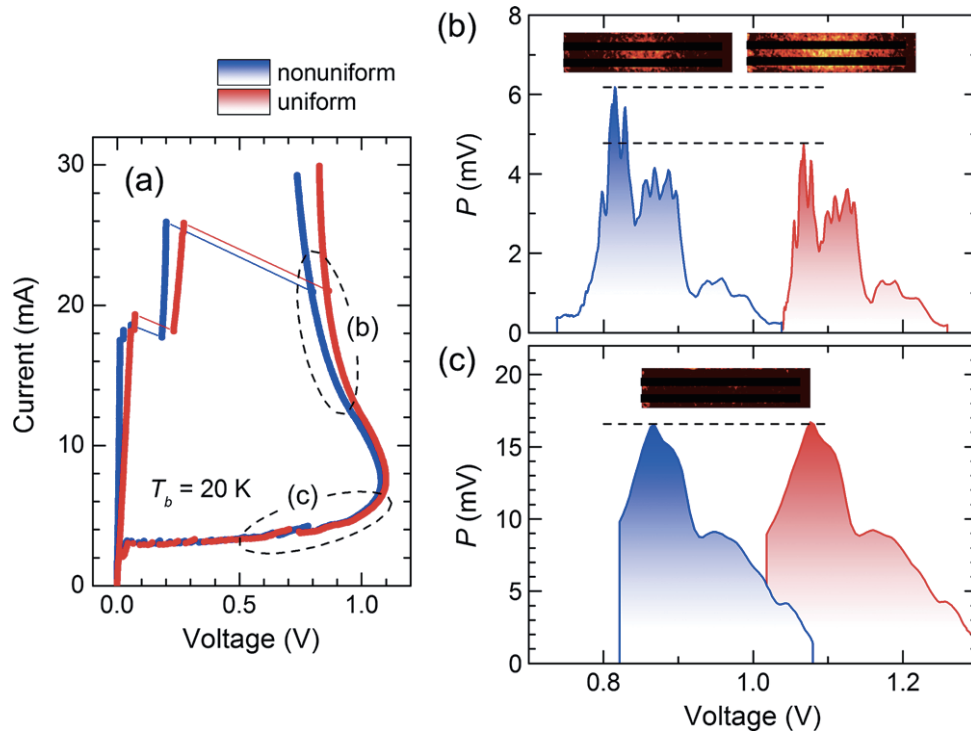 nonuniform
uniform
(a)
30
20
10
0
Current (mA)
(b)
(c)
T_b = 20 K
0.0 0.5 1.0
Voltage (V)
(b)
8
6
4
2
0
P (mV)
(c)
20
15
10
5
0
P (mV)
0.8 1.0 1.2
Voltage (V)